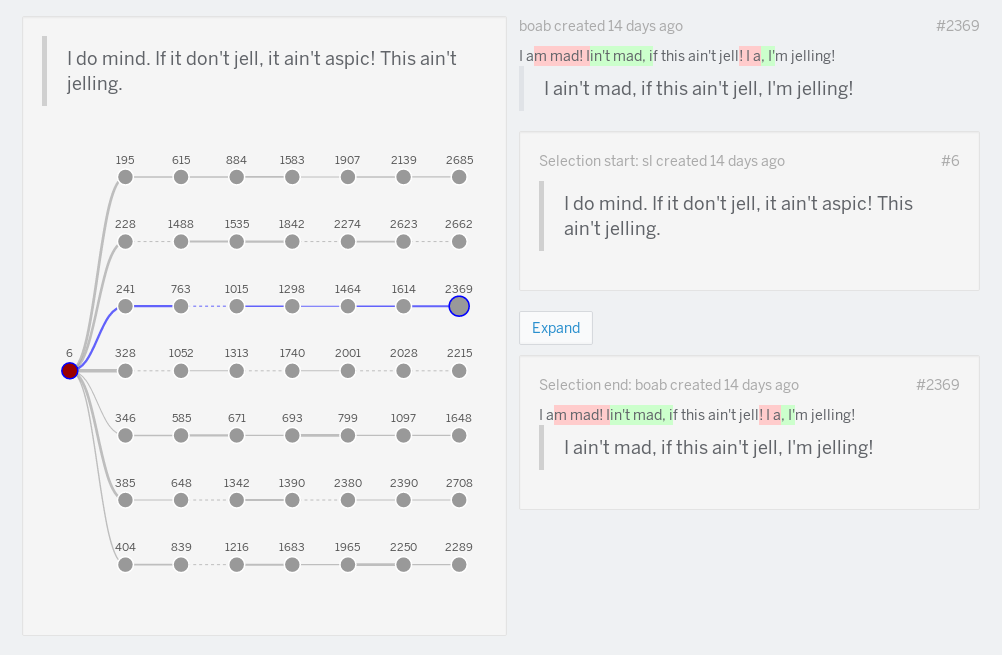 I do mind. If it don't jell, it ain't aspic! This ain't
jelling.
195 615 884 1583 1907 2139 2685
228 1488 1535 1842 2274 2623 2662
241 763 1015 1298 1464 1614 2369
6 328 1052 1313 1740 2001 2028 2215
346 585 671 693 799 1097 1648
385 648 1342 1390 2380 2390 2708
404 839 1216 1683 1965 2250 2289
boab created 14 days ago #2369
I am mad! Iin't mad, if this ain't jell! I a, I'm jelling!
I ain't mad, if this ain't jell, I'm jelling!
Selection start: sl created 14 days ago #6
I do mind. If it don't jell, it ain't aspic! This
ain't jelling.
Expand
Selection end: boab created 14 days ago #2369
I am mad! Iin't mad, if this ain't jell! I a, I'm jelling!
I ain't mad, if this ain't jell, I'm jelling!